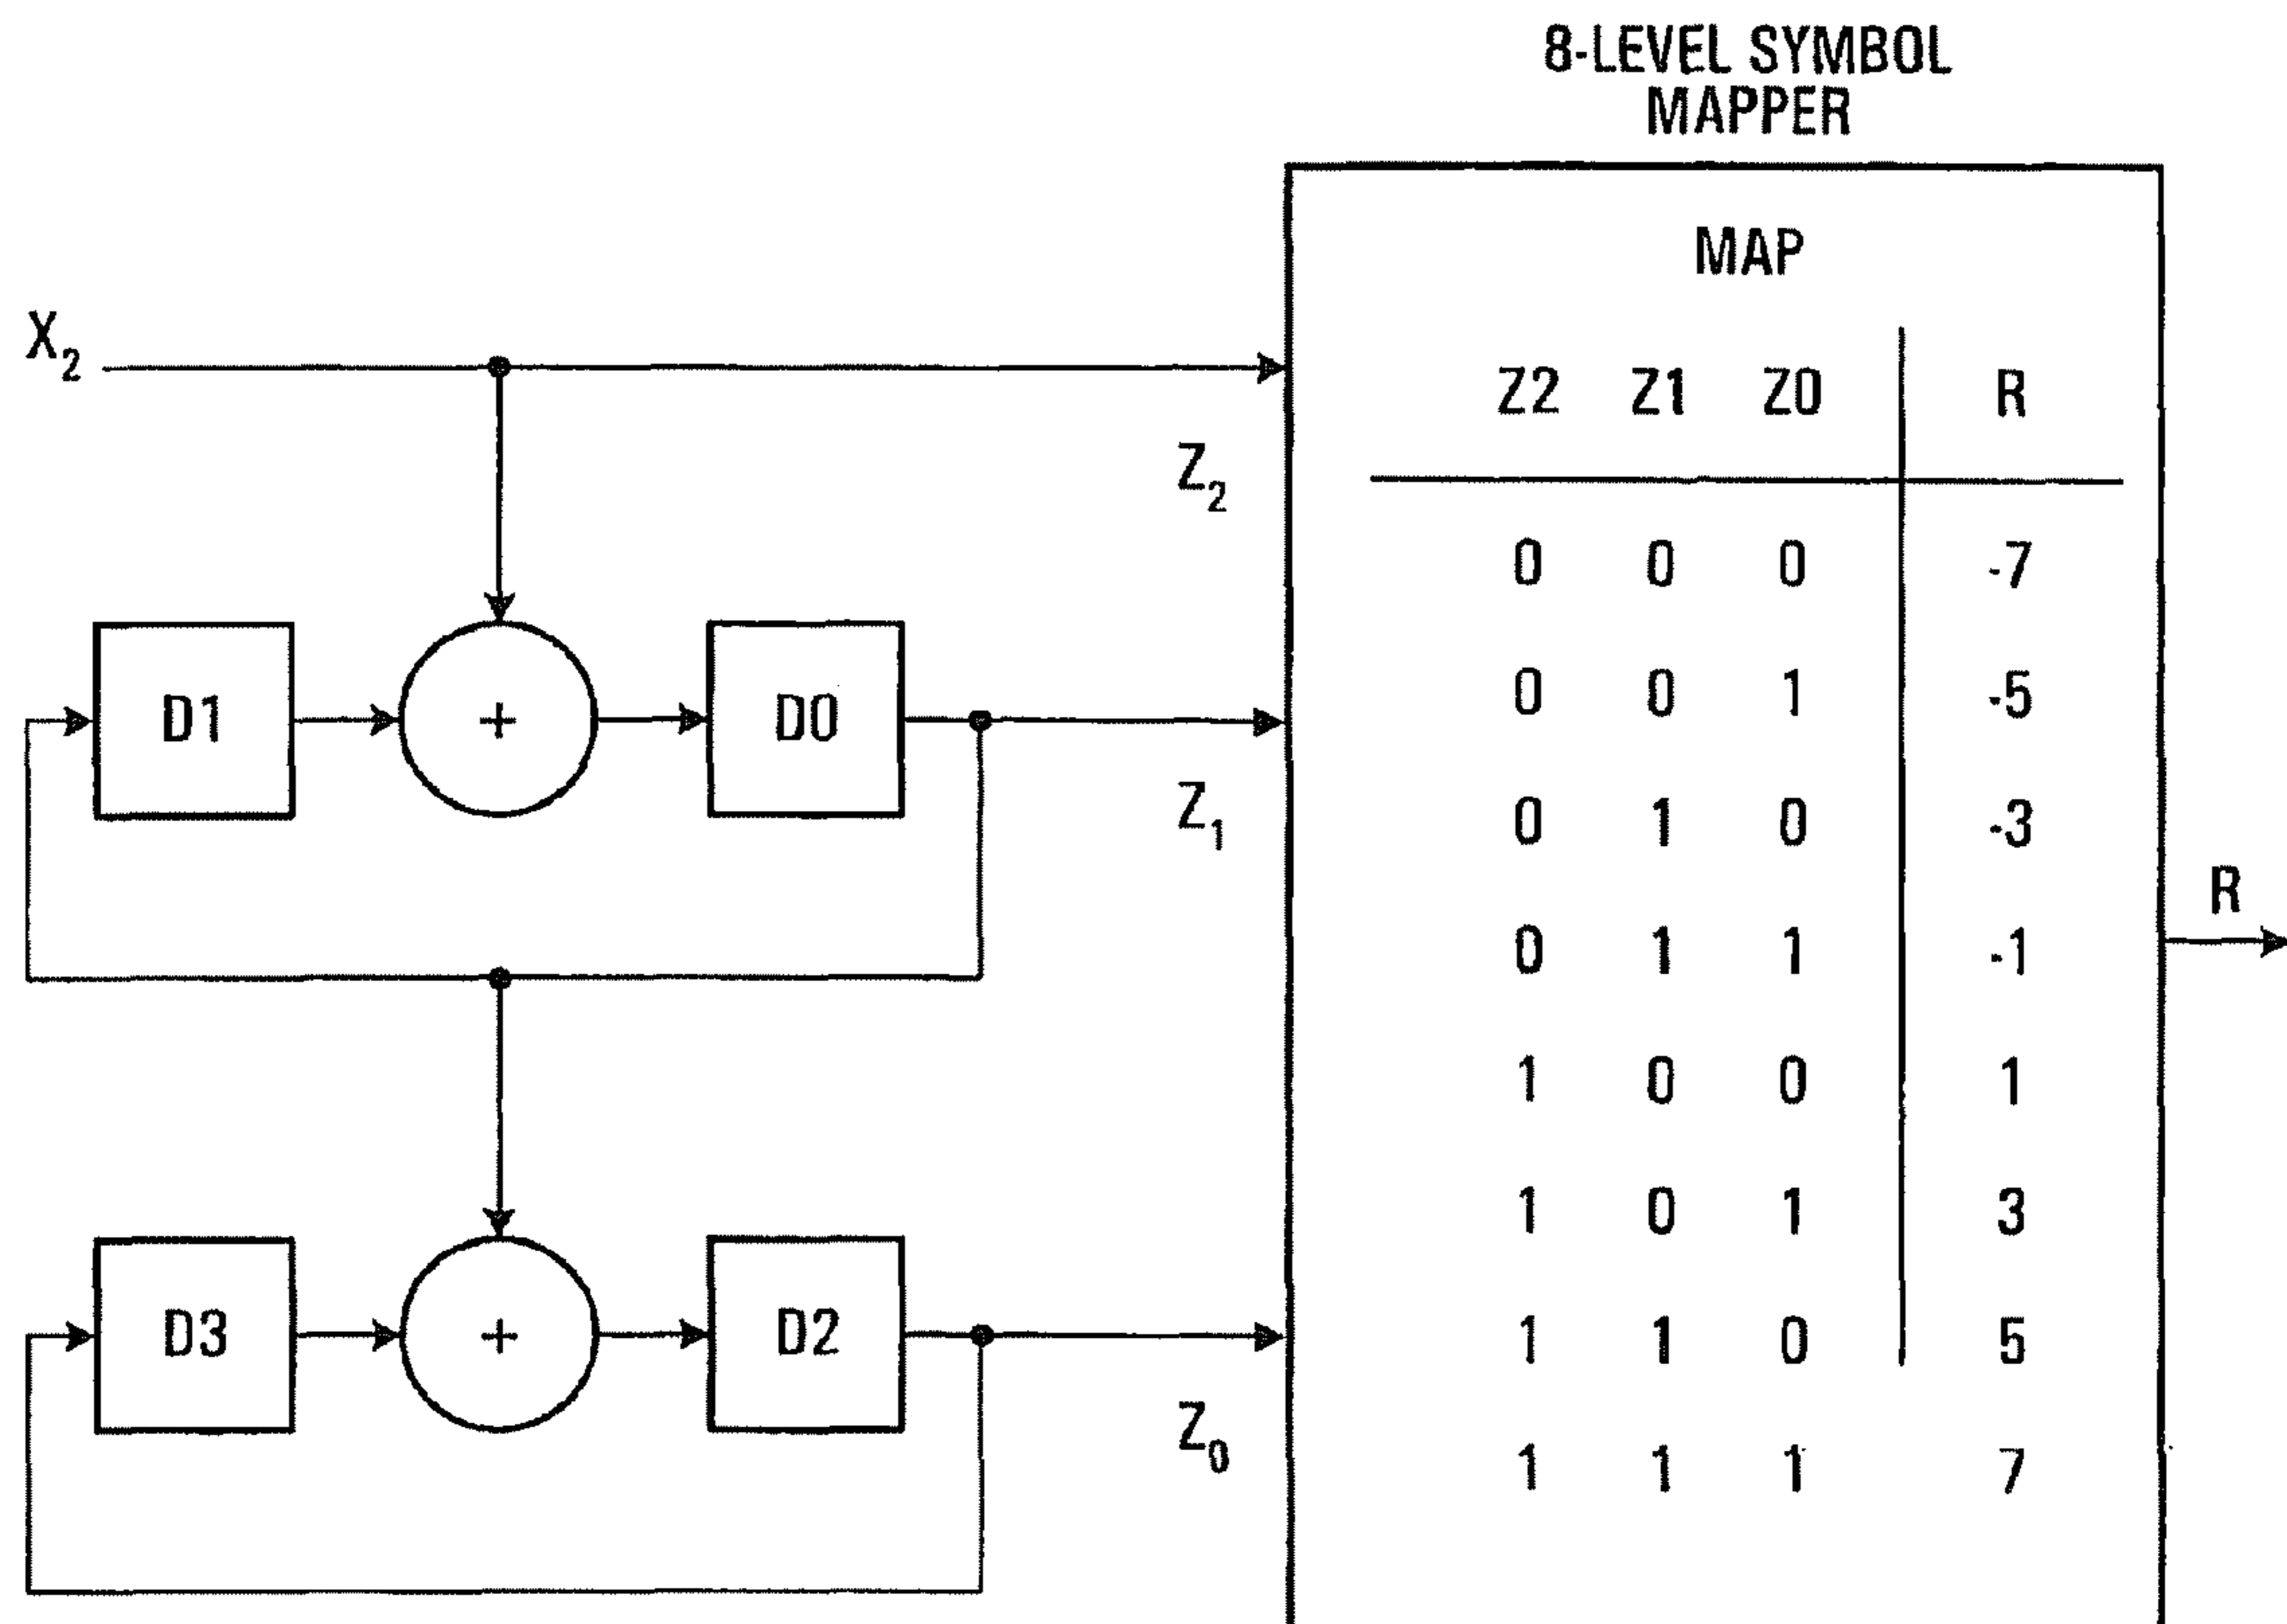 8-LEVEL SYMBOL
MAPPER
MAP
Z2 Z1 Z0 R
0 0 0 -7
0 0 1 -5
0 1 0 -3
0 1 1 -1
1 0 0 1
1 0 1 3
1 1 0 5
1 1 1 7
X2
Z2
D1 + D0
Z1
D3 + D2
Z0
R